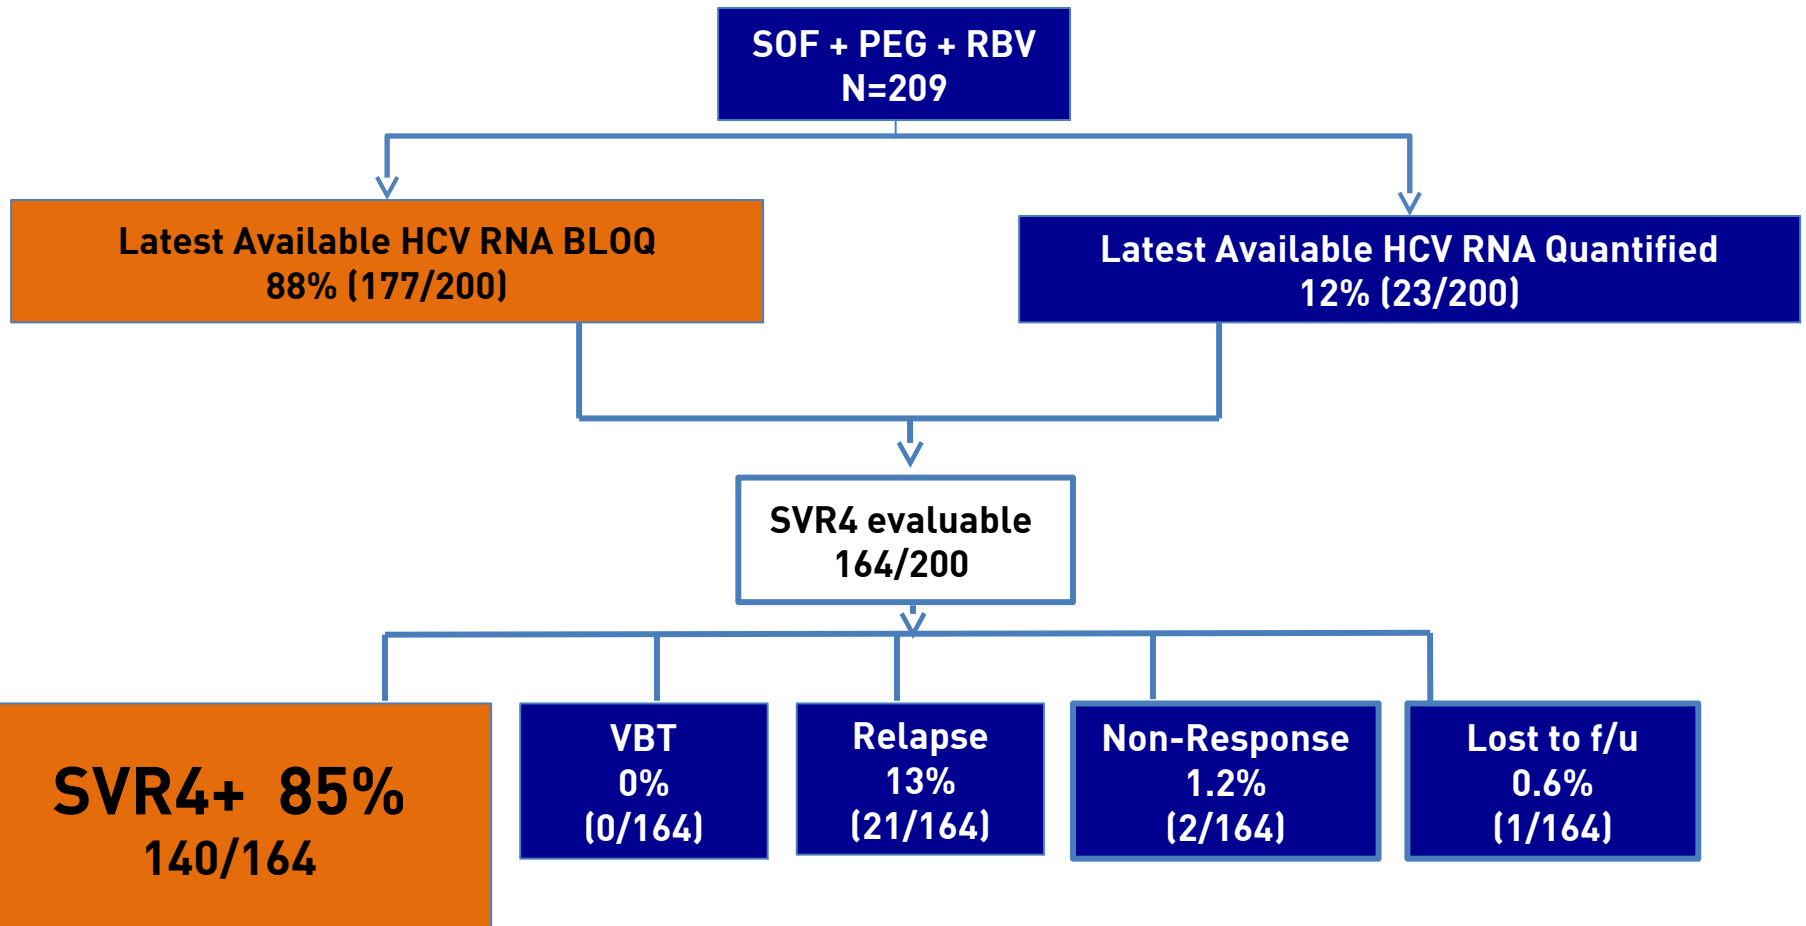 SOF + PEG + RBV
N=209
Latest Available HCV RNA BLOQ
88% (177/200)
Latest Available HCV RNA Quantified
12% (23/200)
SVR4 evaluable
164/200
SVR4+ 85%
140/164
VBT
0%
(0/164)
Relapse
13%
(21/164)
Non-Response
1.2%
(2/164)
Lost to f/u
0.6%
(1/164)